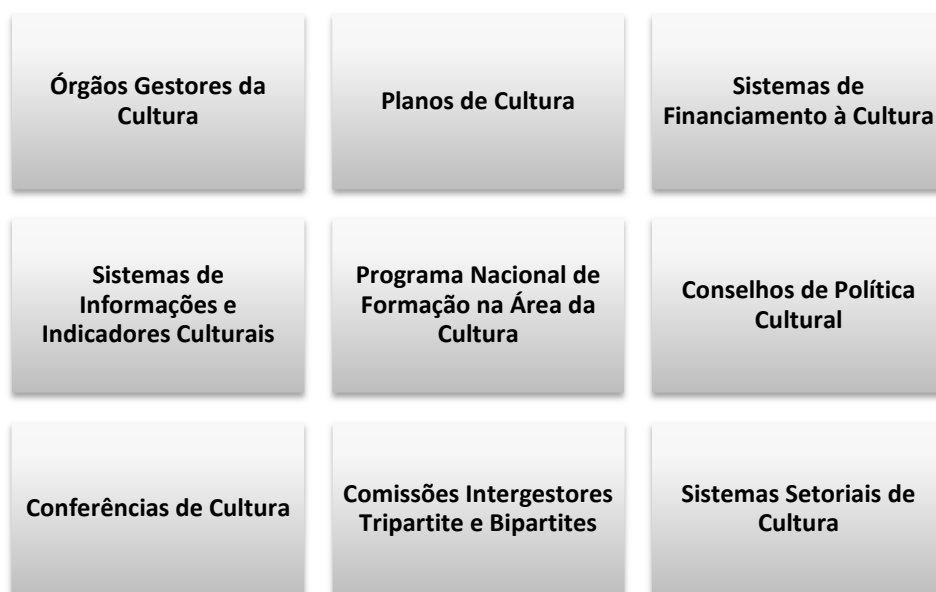 Órgãos Gestores da
Cultura
Planos de Cultura
Sistemas de
Financiamento à Cultura
Sistemas de
Informações e
Indicadores Culturais
Programa Nacional de
Formação na Área da
Cultura
Conselhos de Política
Cultural
Conferências de Cultura
Comissões Intergestores
Tripartite e Bipartites
Sistemas Setoriais de
Cultura